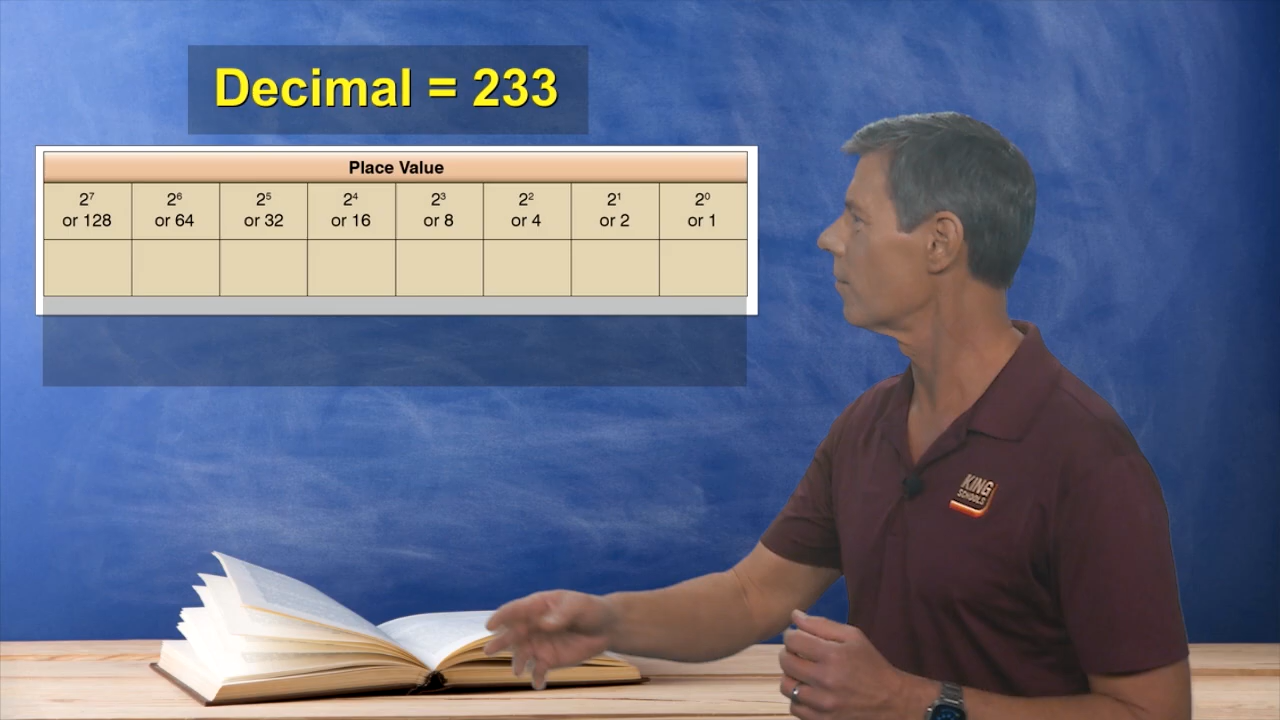 Decimal = 233
Place Value
2⁷ 2⁶ 2⁵ 2⁴ 2³ 2² 2¹ 2⁰
or 128 or 64 or 32 or 16 or 8 or 4 or 2 or 1
KING
SCHOOLS